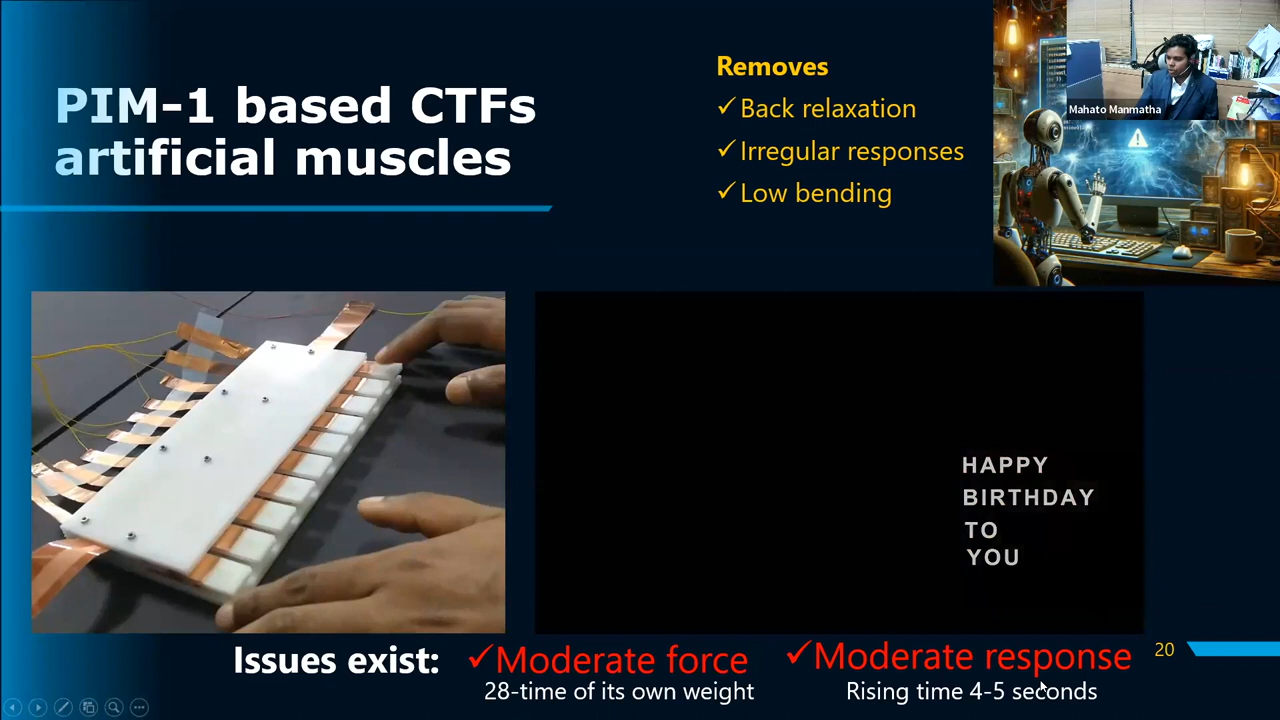 PIM-1 based CTFs
artificial muscles
Removes
✓Back relaxation
✓Irregular responses
✓Low bending
Mahato Manmatha
HAPPY
BIRTHDAY
TO
YOU
Issues exist:
✓Moderate force
28-time of its own weight
✓Moderate response
Rising time 4-5 seconds
20